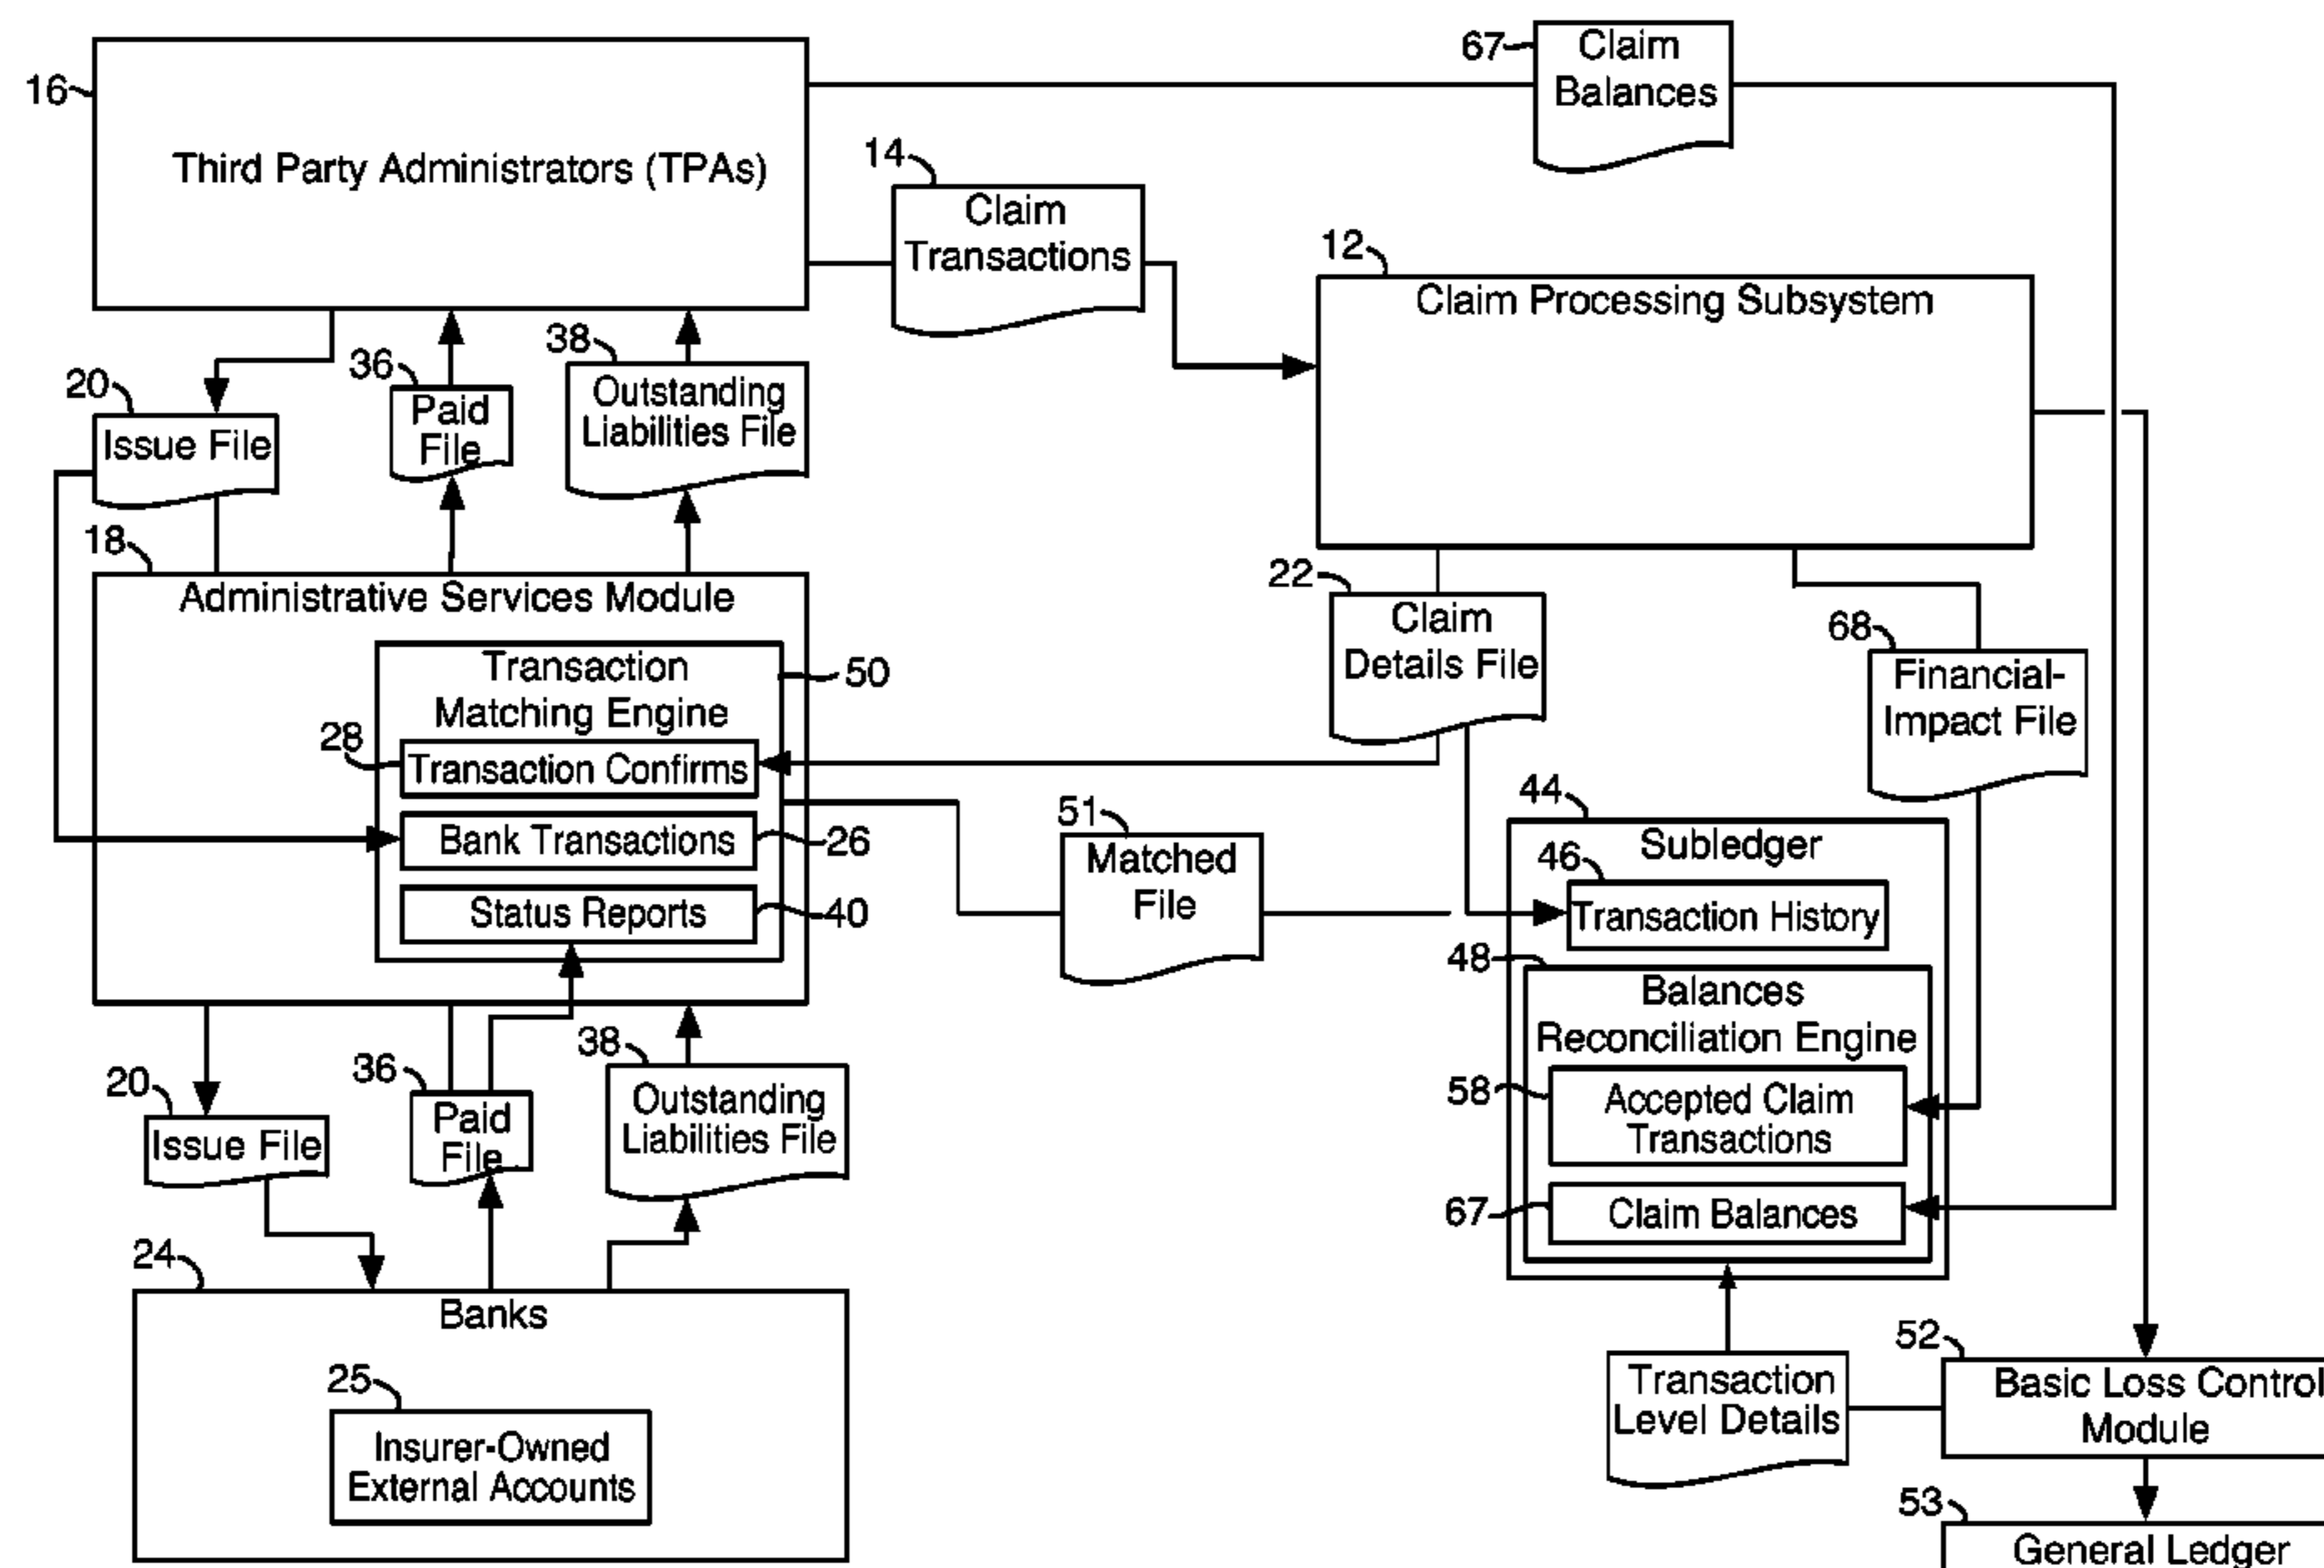 67
Claim
Balances
16
Third Party Administrators (TPAs)
14
Claim
Transactions
12
Claim Processing Subsystem
20
Issue File
36
Paid
File
38
Outstanding
Liabilities File
18
Administrative Services Module
Transaction
Matching Engine
50
28
Transaction Confirms
Bank Transactions
26
Status Reports
40
22
Claim
Details File
68
Financial-
Impact File
51
Matched
File
44
Subledger
46
Transaction History
48
Balances
Reconciliation Engine
58
Accepted Claim
Transactions
67
Claim Balances
20
Issue File
36
Paid
File
38
Outstanding
Liabilities File
24
Banks
25
Insurer-Owned
External Accounts
Transaction
Level Details
52
Basic Loss Control
Module
53
General Ledger